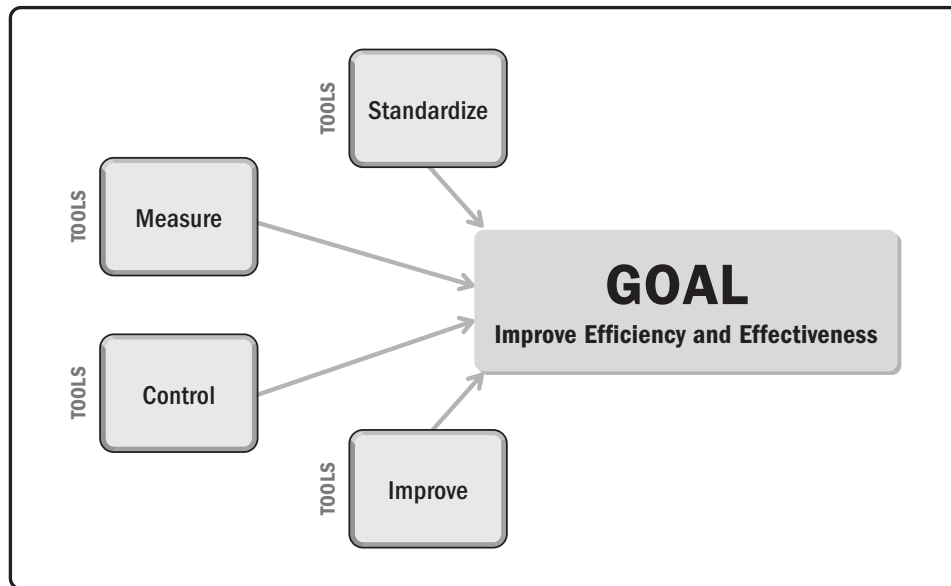 TOOLS
Standardize
TOOLS
Measure
GOAL
Improve Efficiency and Effectiveness
TOOLS
Control
TOOLS
Improve